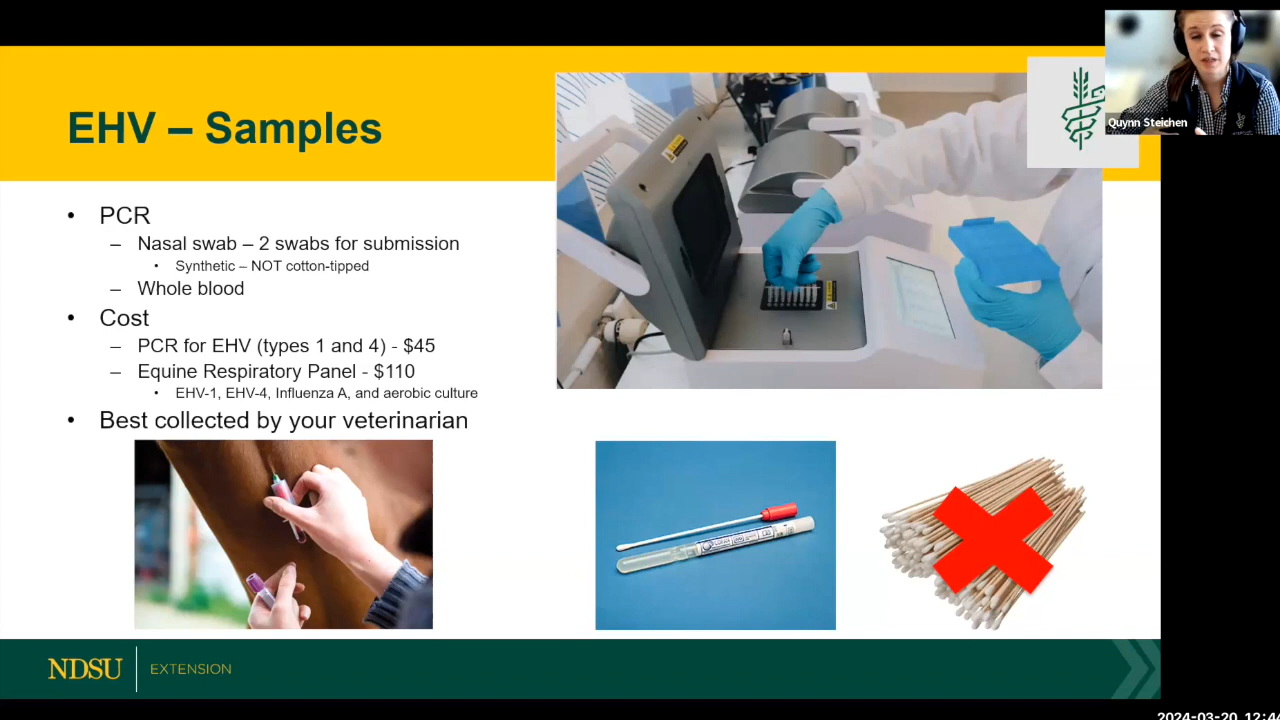 EHV – Samples
Quynn Steichen
• PCR
– Nasal swab – 2 swabs for submission
• Synthetic – NOT cotton-tipped
– Whole blood
• Cost
– PCR for EHV (types 1 and 4) - $45
– Equine Respiratory Panel - $110
• EHV-1, EHV-4, Influenza A, and aerobic culture
• Best collected by your veterinarian
NDSU EXTENSION
2024-03-20 12:4